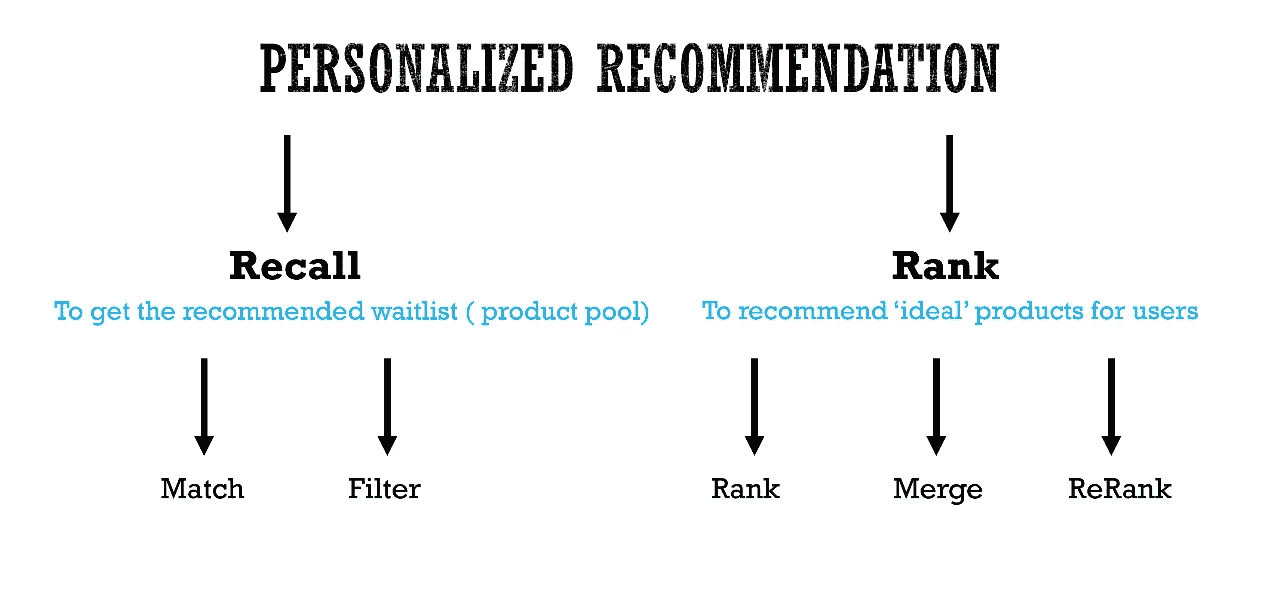 PERSONALIZED RECOMMENDATION
Recall
To get the recommended waitlist ( product pool)
Match
Filter
Rank
To recommend ‘ideal’ products for users
Rank
Merge
ReRank